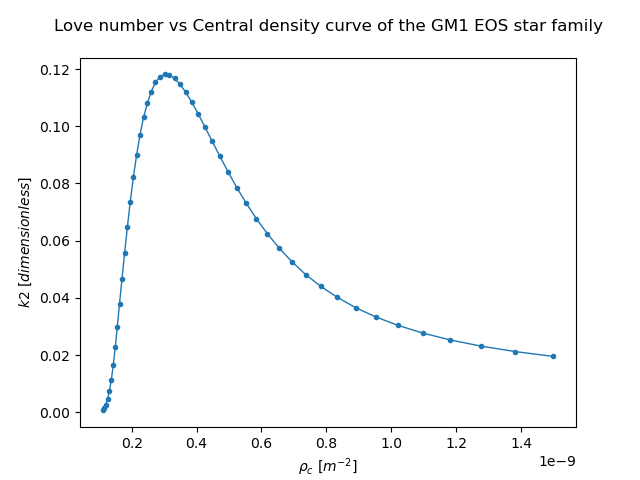 Love number vs Central density curve of the GM1 EOS star family
0.12
0.10
0.08
0.06
0.04
0.02
0.00
k2 [dimensionless]
0.2 0.4 0.6 0.8 1.0 1.2 1.4
1e−9
ρ_c [m^{−2}]